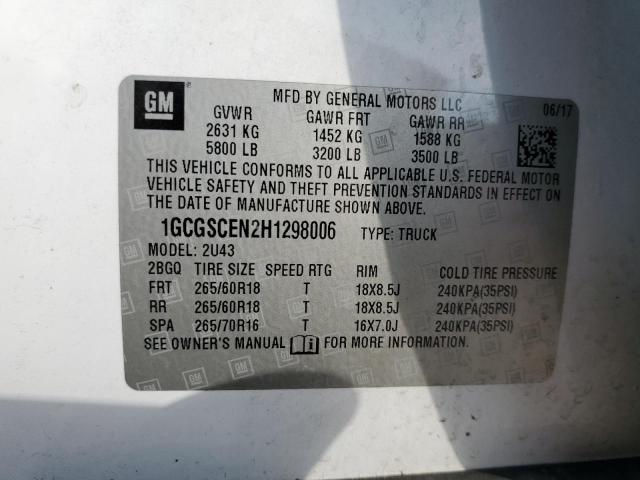 GM
MFD BY GENERAL MOTORS LLC
06/17
GVWR GAWR FRT GAWR RR
2631 KG 1452 KG 1588 KG
5800 LB 3200 LB 3500 LB
THIS VEHICLE CONFORMS TO ALL APPLICABLE U.S. FEDERAL MOTOR
VEHICLE SAFETY AND THEFT PREVENTION STANDARDS IN EFFECT ON
THE DATE OF MANUFACTURE SHOWN ABOVE.
1GCGSCEN2H1298006 TYPE: TRUCK
MODEL: 2U43
2BGQ TIRE SIZE SPEED RTG RIM COLD TIRE PRESSURE
FRT 265/60R18 T 18X8.5J 240KPA(35PSI)
RR 265/60R18 T 18X8.5J 240KPA(35PSI)
SPA 265/70R16 T 16X7.0J 240KPA(35PSI)
SEE OWNER'S MANUAL FOR MORE INFORMATION.